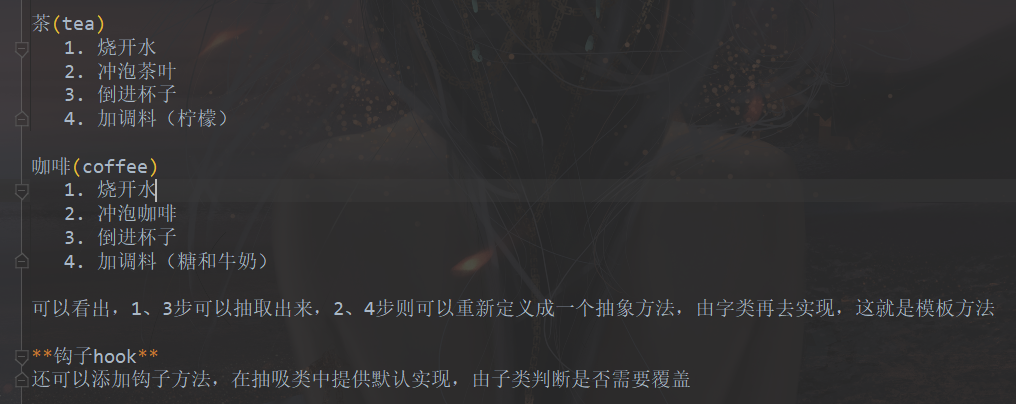 茶(tea)
1. 烧开水
2. 冲泡茶叶
3. 倒进杯子
4. 加调料（柠檬）
咖啡(coffee)
1. 烧开水
2. 冲泡咖啡
3. 倒进杯子
4. 加调料（糖和牛奶）
可以看出，1、3步可以抽取出来，2、4步则可以重新定义成一个抽象方法，由字类再去实现，这就是模板方法
**钩子hook**
还可以添加钩子方法，在抽吸类中提供默认实现，由子类判断是否需要覆盖